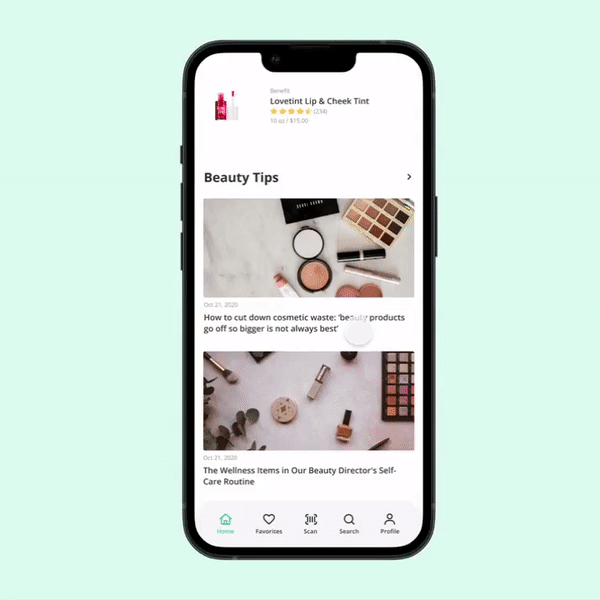 Benefit
Lovetint Lip & Cheek Tint
(234)
10 oz / $15.00
Beauty Tips
Oct 21, 2020
How to cut down cosmetic waste: 'beauty products
go off so bigger is not always best'
Oct 21, 2020
The Wellness Items in Our Beauty Director's Self-
Care Routine
Home
Favorites
Scan
Search
Profile